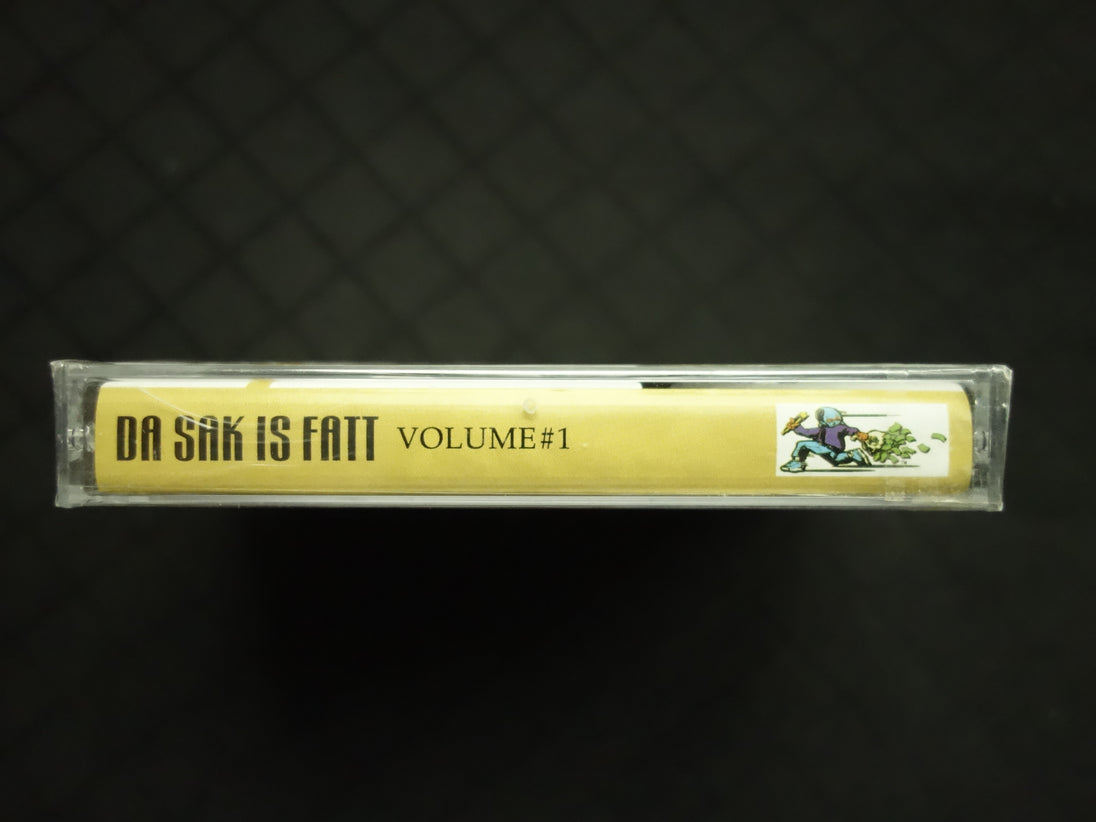 DA SAK IS FATT VOLUME #1